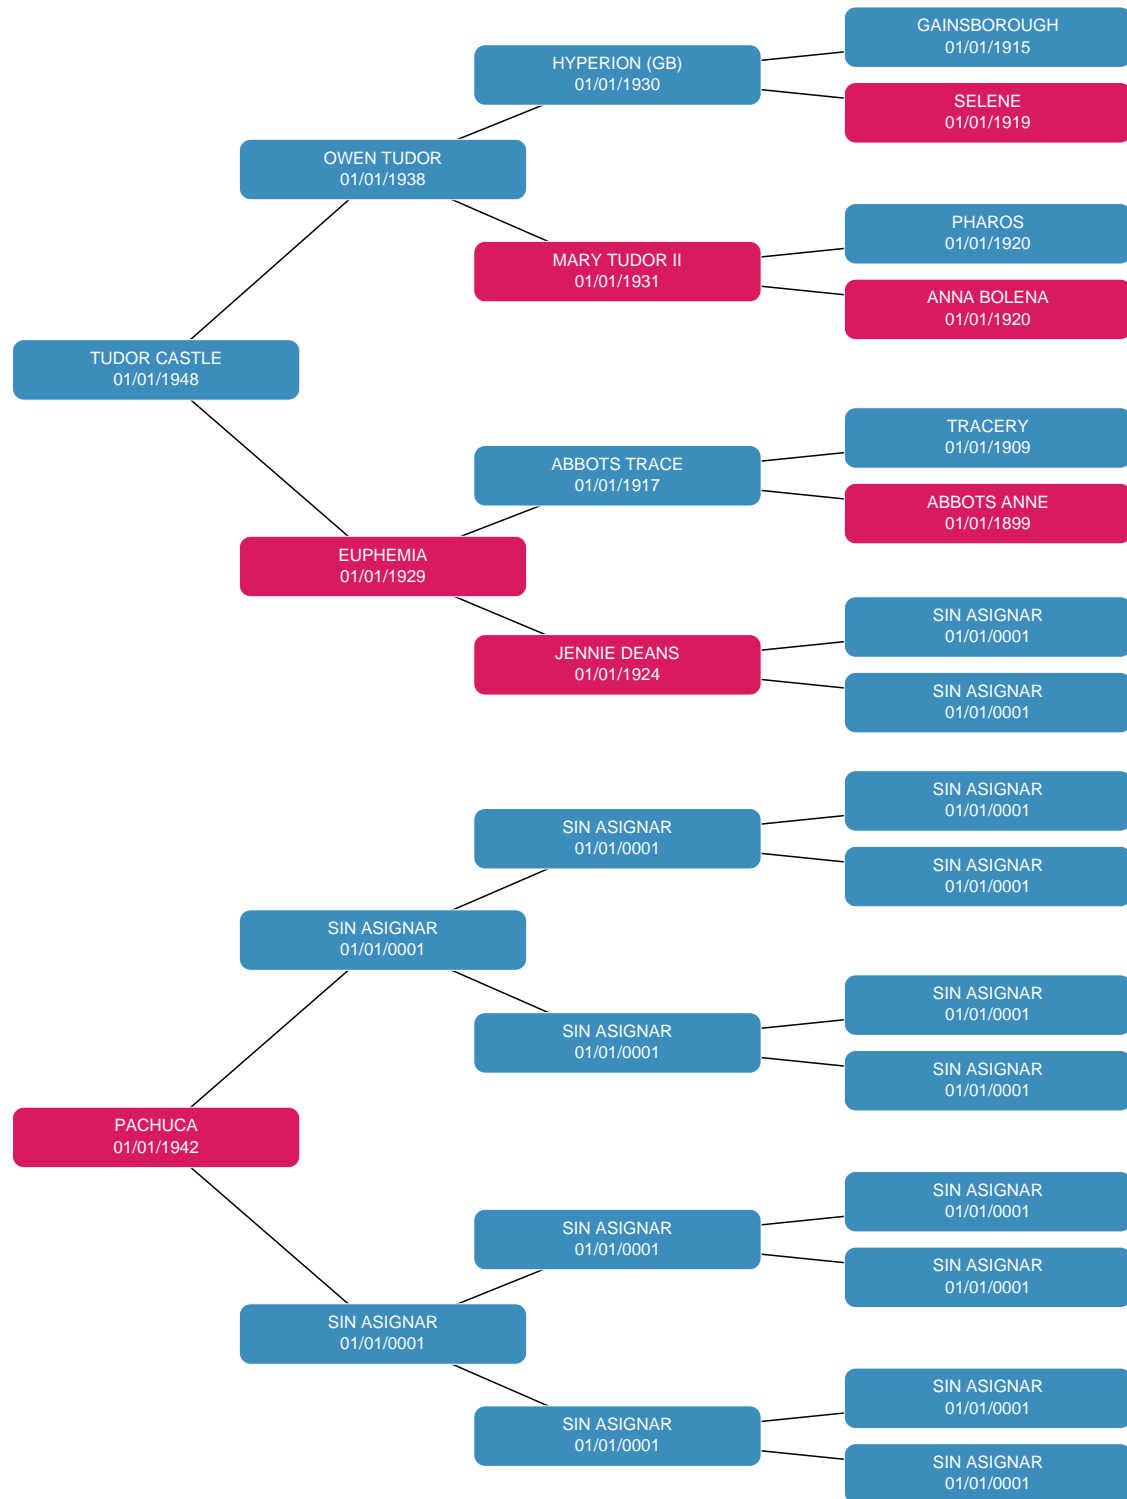 GAINSBOROUGH
01/01/1915
HYPERION (GB)
01/01/1930
SELENE
01/01/1919
OWEN TUDOR
01/01/1938
PHAROS
01/01/1920
MARY TUDOR II
01/01/1931
ANNA BOLENA
01/01/1920
TUDOR CASTLE
01/01/1948
TRACERY
01/01/1909
ABBOTS TRACE
01/01/1917
ABBOTS ANNE
01/01/1899
EUPHEMIA
01/01/1929
SIN ASIGNAR
01/01/0001
JENNIE DEANS
01/01/1924
SIN ASIGNAR
01/01/0001
SIN ASIGNAR
01/01/0001
SIN ASIGNAR
01/01/0001
SIN ASIGNAR
01/01/0001
SIN ASIGNAR
01/01/0001
SIN ASIGNAR
01/01/0001
SIN ASIGNAR
01/01/0001
SIN ASIGNAR
01/01/0001
PACHUCA
01/01/1942
SIN ASIGNAR
01/01/0001
SIN ASIGNAR
01/01/0001
SIN ASIGNAR
01/01/0001
SIN ASIGNAR
01/01/0001
SIN ASIGNAR
01/01/0001
SIN ASIGNAR
01/01/0001
SIN ASIGNAR
01/01/0001